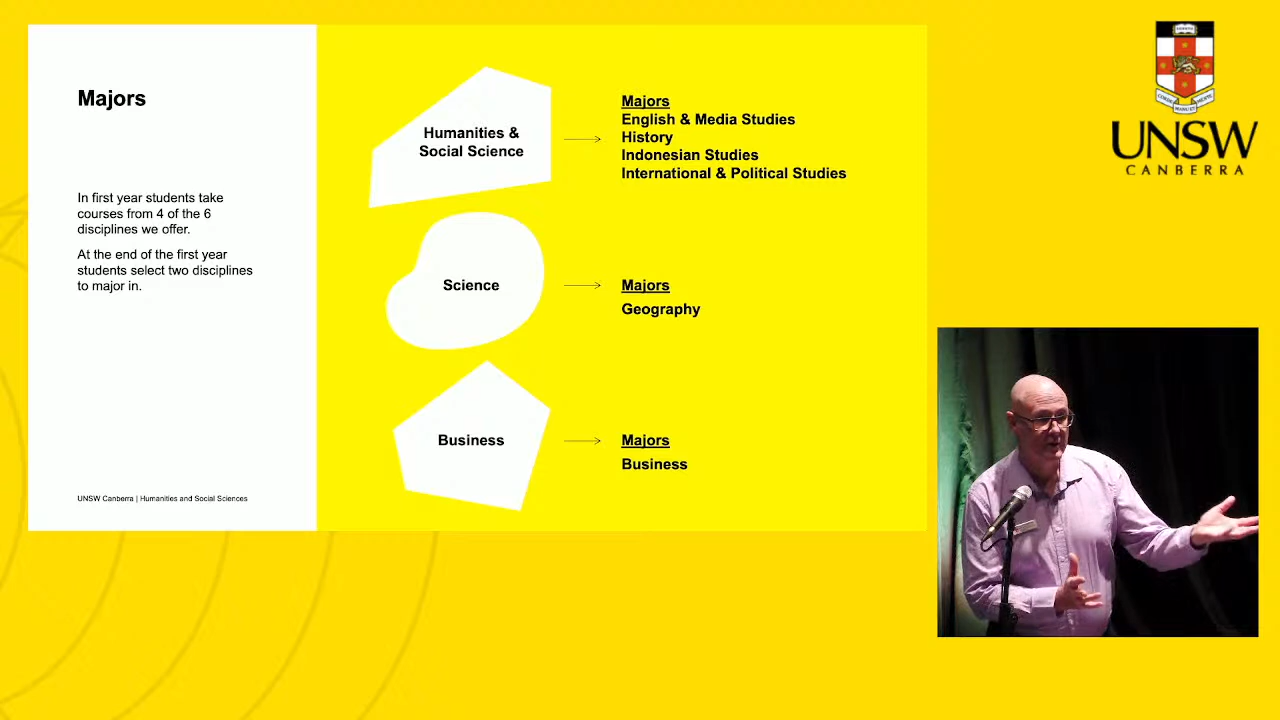 Majors
In first year students take
courses from 4 of the 6
disciplines we offer.
At the end of the first year
students select two disciplines
to major in.
UNSW Canberra | Humanities and Social Sciences
Humanities &
Social Science
Majors
English & Media Studies
History
Indonesian Studies
International & Political Studies
Science
Majors
Geography
Business
Majors
Business
UNSW
CANBERRA